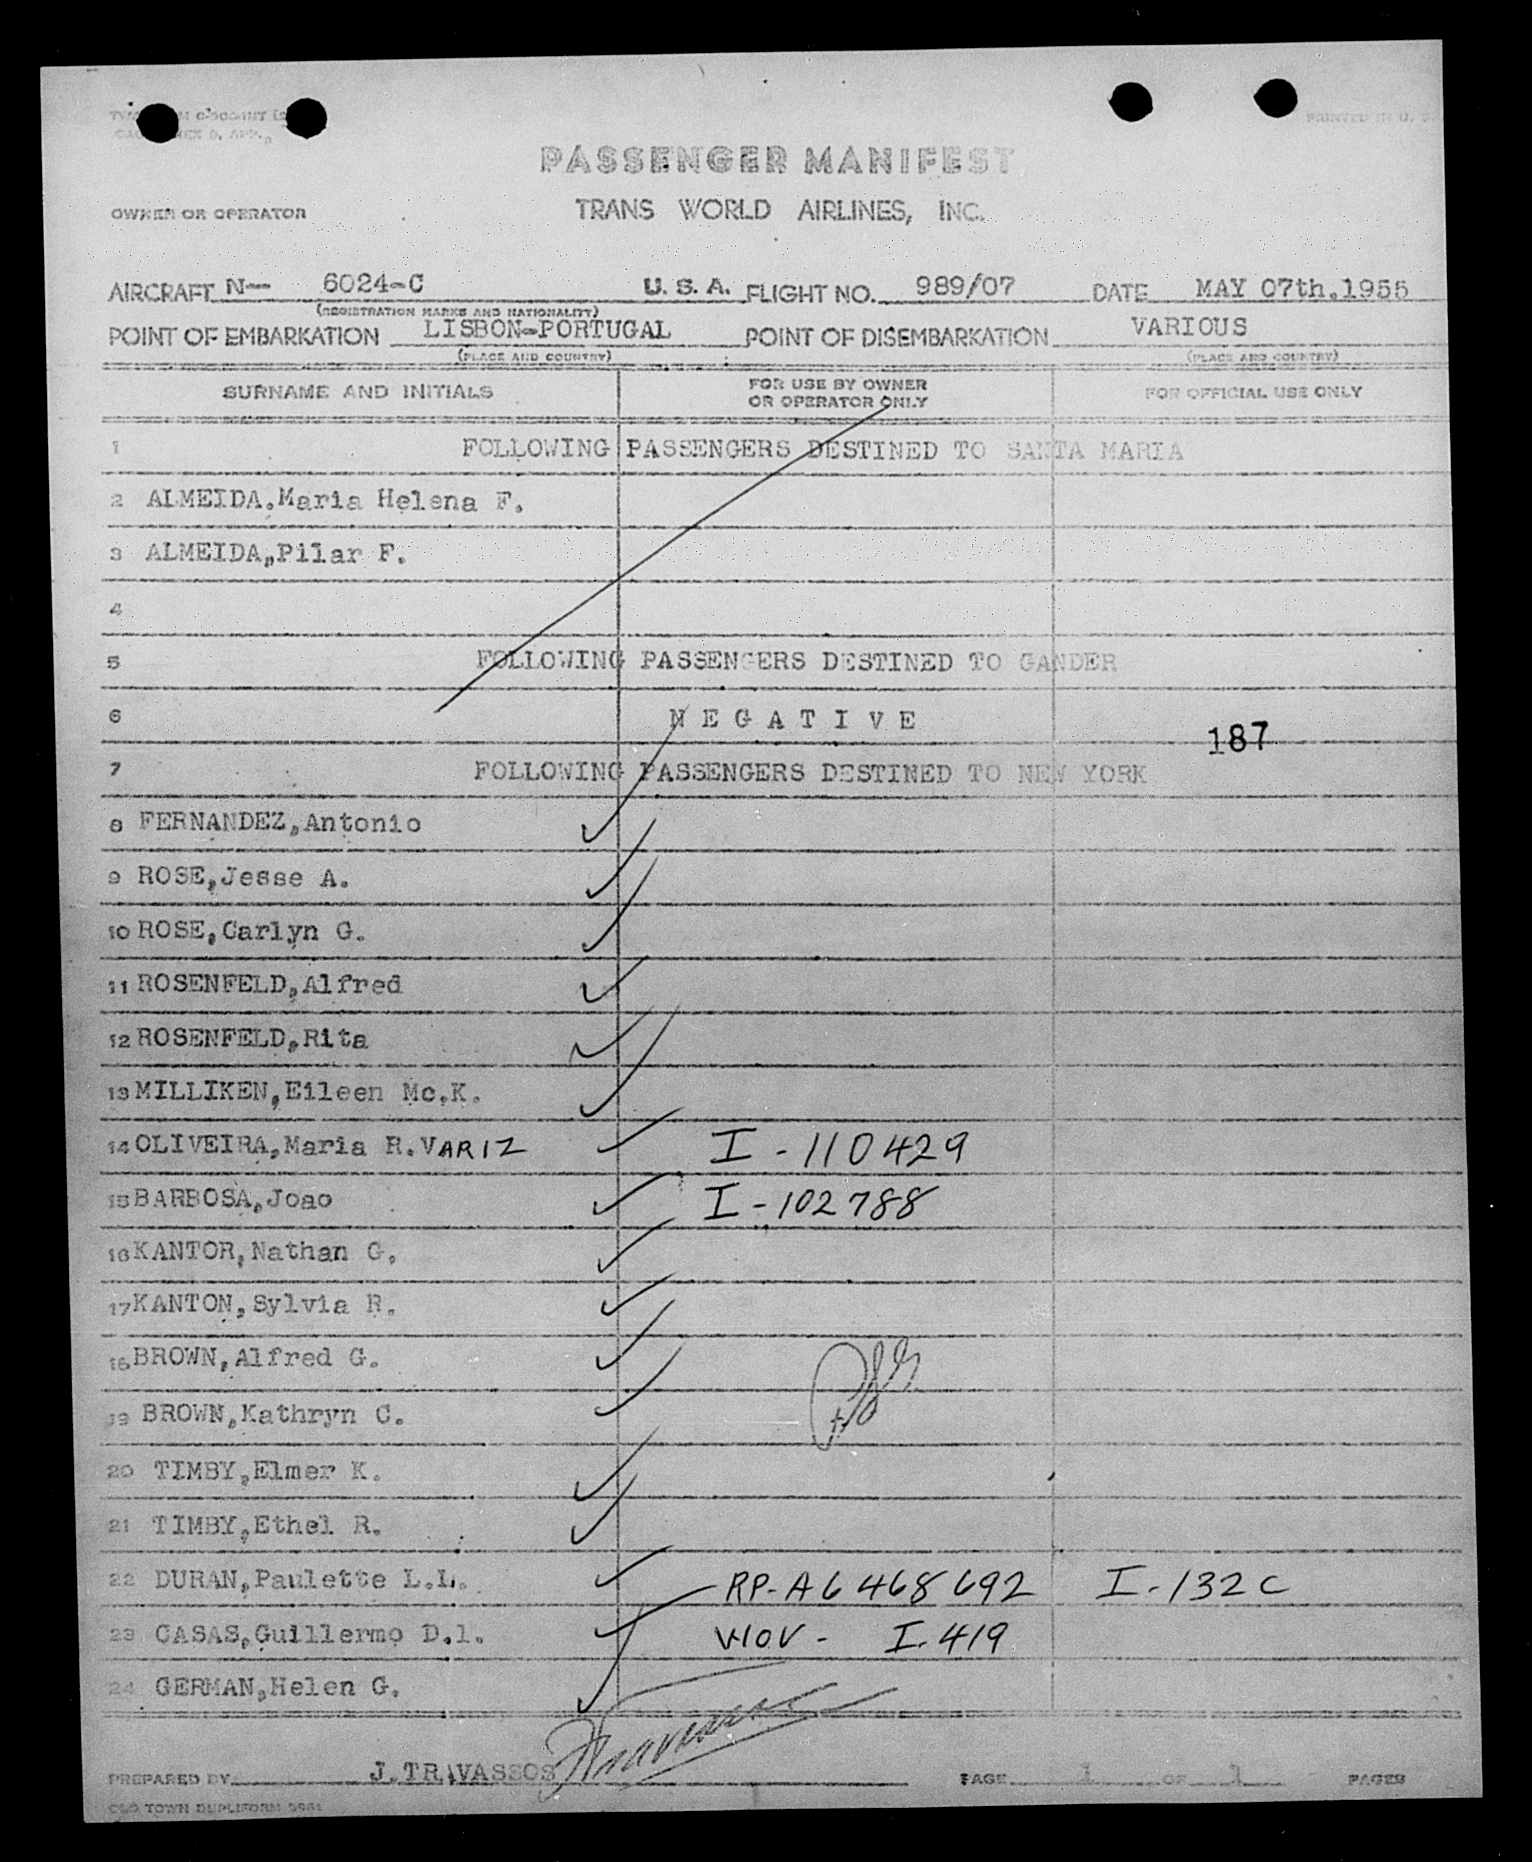 PRINTED IN U. S.
PASSENGER MANIFEST
OWNER OR OPERATOR TRANS WORLD AIRLINES, INC.
AIRCRAFT N-- 6024-C U. S. A. FLIGHT NO. 989/07 DATE MAY 07th.1955
(REGISTRATION MARKS AND NATIONALITY)
POINT OF EMBARKATION LISBON-PORTUGAL POINT OF DISEMBARKATION VARIOUS
(PLACE AND COUNTRY) (PLACE AND COUNTRY)
SURNAME AND INITIALS FOR USE BY OWNER OR OPERATOR ONLY FOR OFFICIAL USE ONLY
1 FOLLOWING PASSENGERS DESTINED TO SANTA MARIA
2 ALMEIDA.Maria Helena F.
3 ALMEIDA,Pilar F.
4
5 FOLLOWING PASSENGERS DESTINED TO GANDER
6 N E G A T I V E
187
7 FOLLOWING PASSENGERS DESTINED TO NEW YORK
8 FERNANDEZ,Antonio
9 ROSE,Jesse A.
10 ROSE,Carlyn G.
11 ROSENFELD,Alfred
12 ROSENFELD,Rita
13 MILLIKEN,Eileen Mc.K.
14 OLIVEIRA,Maria R.VARIZ I-110429
15 BARBOSA,Joao I-102788
16 KANTOR,Nathan G.
17 KANTON,Sylvia R.
18 BROWN,Alfred G.
19 BROWN,Kathryn C.
20 TIMBY,Elmer K.
21 TIMBY,Ethel R.
22 DURAN,Paulette L.L. RP-A6468692 I-132C
23 CASAS,Guillermo D.l. I-419
24 GERMAN,Helen G.
PREPARED BY J.TRAVASSOS Travassos PAGE 1 OF 1 PAGES
OLD TOWN DUPLIFORM